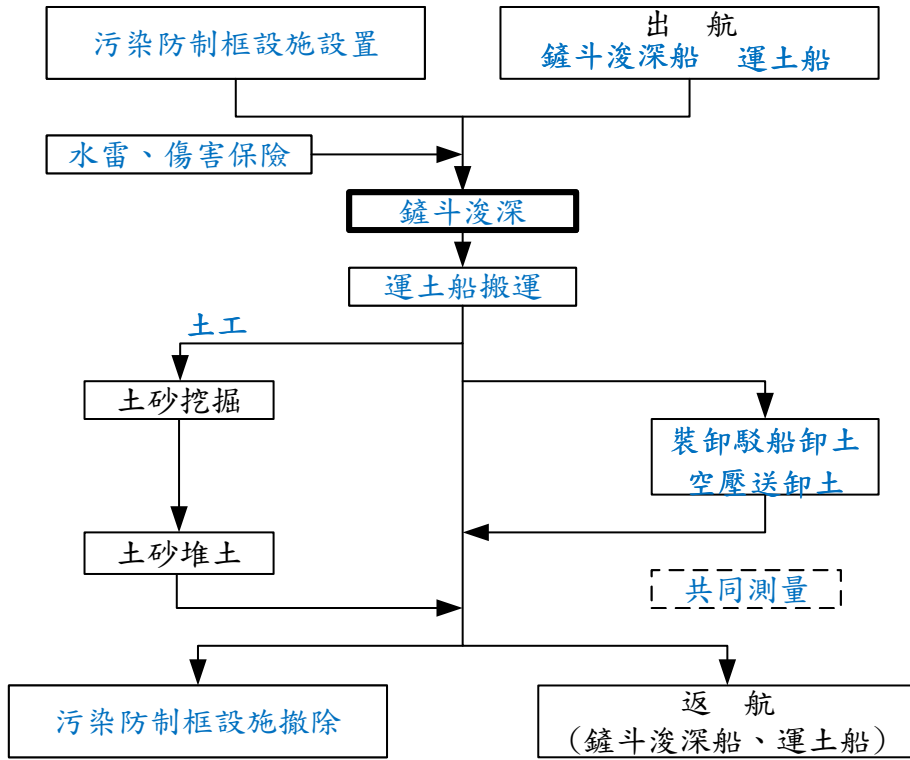 污染防制框設施設置
出 航
鏟斗浚深船 運土船
水雷、傷害保險
鏟斗浚深
運土船搬運
土工
土砂挖掘
裝卸駁船卸土
空壓送卸土
土砂堆土
共同測量
污染防制框設施撤除
返 航
(鏟斗浚深船、運土船)